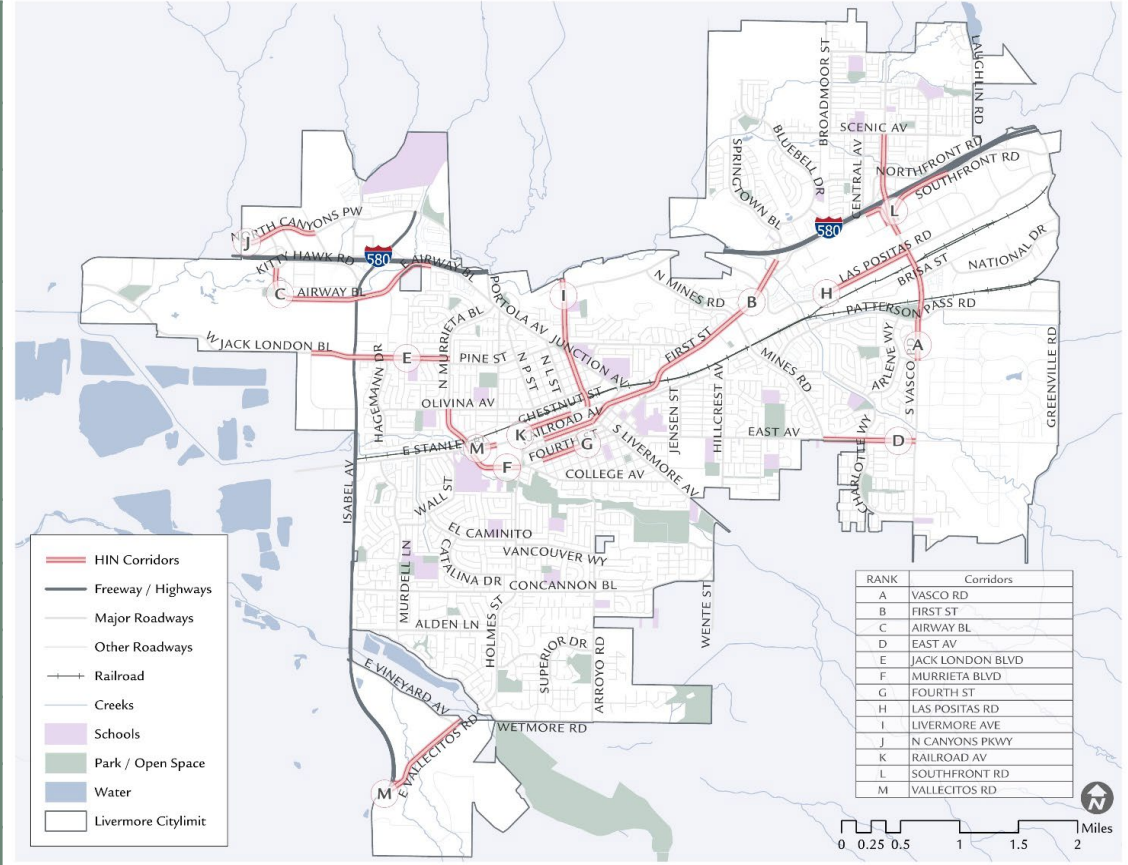 LAUGHLIN RD
BROADMOOR ST
SCENIC AV
BLUEBELL DR
SPRINGTOWN BL
CENTRAL AV
NORTHFRONT RD
SOUTHFRONT RD
L
580
NORTH CANYONS PW
J
KITTY HAWK RD
580
E AIRWAY BL
C
AIRWAY BL
PORTOLA AV
I
N MINES RD
B
H
LAS POSITAS RD
BRISA ST
NATIONAL DR
PATTERSON PASS RD
W JACK LONDON BL
E
N MURRIETA BL
PINE ST
N P ST
N L ST
JUNCTION AV
FIRST ST
MINES RD
ARLENE WY
A
S VASCO RD
GREENVILLE RD
HAGEMANN DR
OLIVINA AV
CHESTNUT ST
K
RAILROAD AV
JENSEN ST
HILLCREST AV
EAST AV
D
E STANLEY
M
FOURTH
G
S LIVERMORE AV
F
COLLEGE AV
CHARLOTTE WY
ISABEL AV
WALL ST
EL CAMINITO
VANCOUVER WY
CATALINA DR
CONCANNON BL
MURDELL LN
ALDEN LN
HOLMES ST
SUPERIOR DR
ARROYO RD
WENTE ST
E VINEYARD AV
WETMORE RD
E VALLECITOS RD
M
HIN Corridors
Freeway / Highways
Major Roadways
Other Roadways
Railroad
Creeks
Schools
Park / Open Space
Water
Livermore Citylimit
RANK Corridors
A VASCO RD
B FIRST ST
C AIRWAY BL
D EAST AV
E JACK LONDON BLVD
F MURRIETA BLVD
G FOURTH ST
H LAS POSITAS RD
I LIVERMORE AVE
J N CANYONS PKWY
K RAILROAD AV
L SOUTHFRONT RD
M VALLECITOS RD
N
Miles
0 0.25 0.5 1 1.5 2